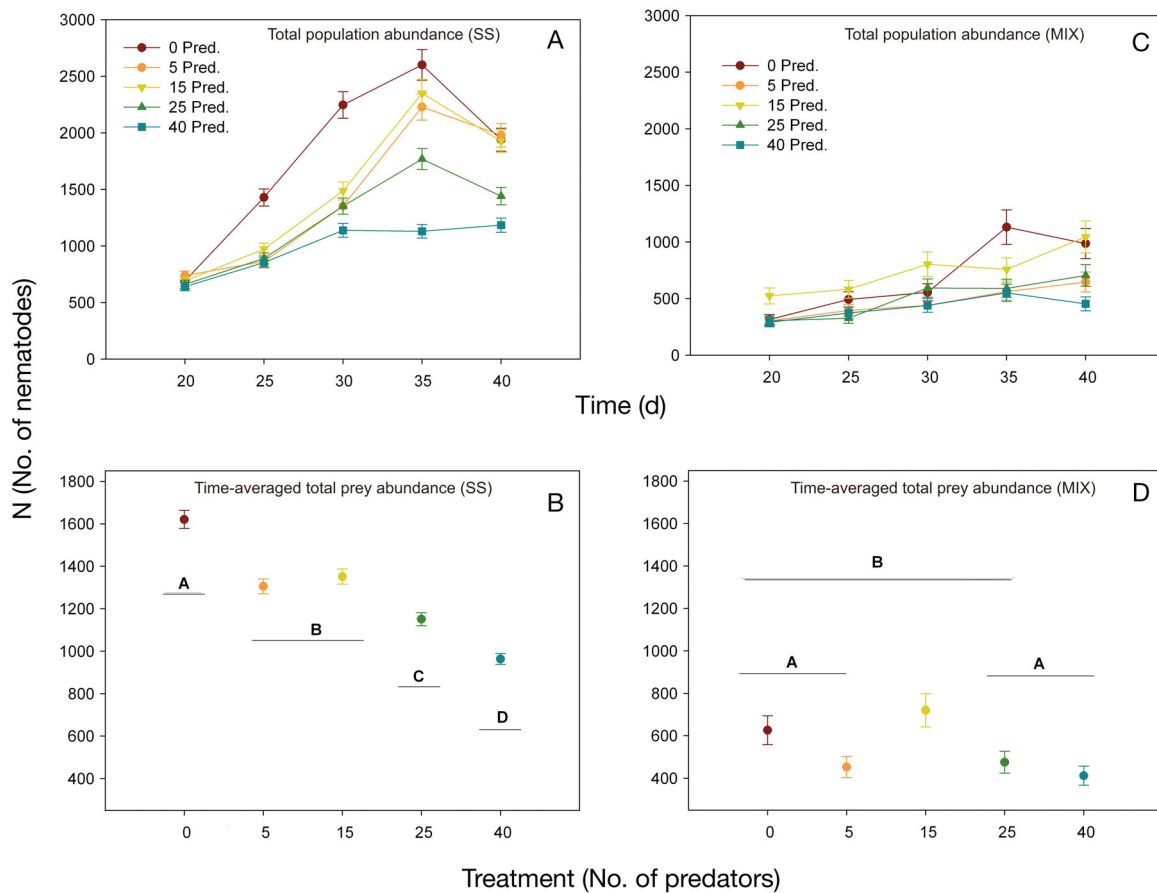 Total population abundance (SS)
A
0 Pred.
5 Pred.
15 Pred.
25 Pred.
40 Pred.
3000
2500
2000
1500
1000
500
0
20 25 30 35 40
Total population abundance (MIX)
C
0 Pred.
5 Pred.
15 Pred.
25 Pred.
40 Pred.
3000
2500
2000
1500
1000
500
0
20 25 30 35 40
Time (d)
N (No. of nematodes)
Time-averaged total prey abundance (SS)
B
1800
1600
1400
1200
1000
800
600
400
A
B
C
D
0 5 15 25 40
Time-averaged total prey abundance (MIX)
D
1800
1600
1400
1200
1000
800
600
400
B
A
A
0 5 15 25 40
Treatment (No. of predators)